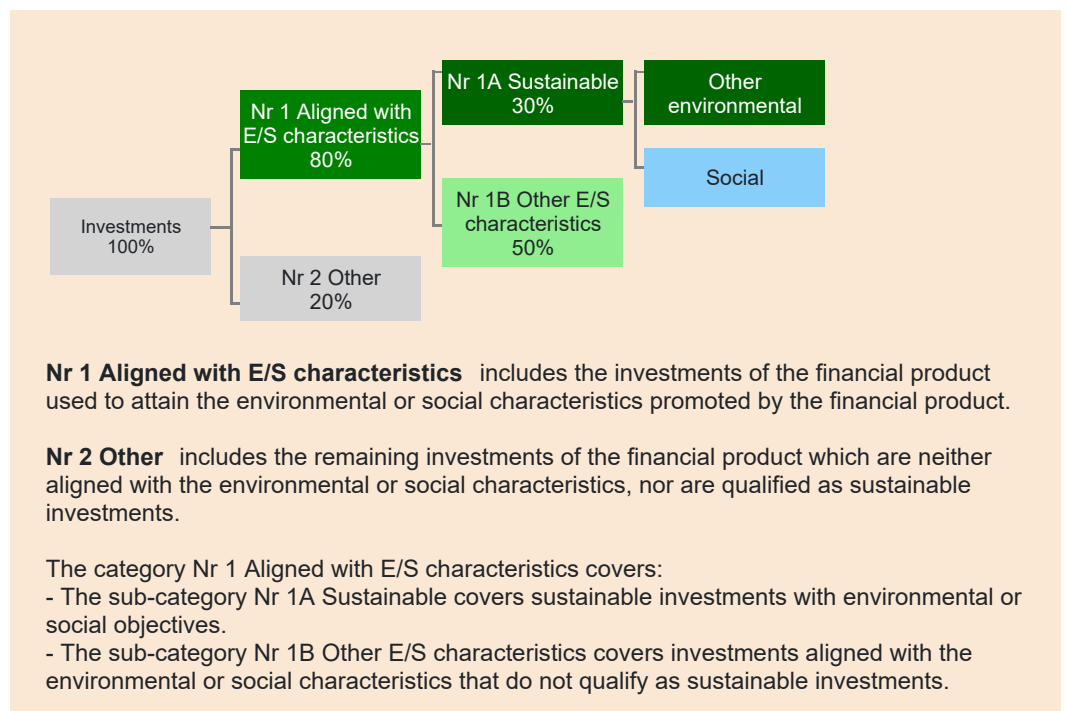 Nr 1A Sustainable
30%
Other
environmental
Nr 1 Aligned with
E/S characteristics
80%
Social
Nr 1B Other E/S
characteristics
50%
Investments
100%
Nr 2 Other
20%
Nr 1 Aligned with E/S characteristics includes the investments of the financial product
used to attain the environmental or social characteristics promoted by the financial product.
Nr 2 Other includes the remaining investments of the financial product which are neither
aligned with the environmental or social characteristics, nor are qualified as sustainable
investments.
The category Nr 1 Aligned with E/S characteristics covers:
- The sub-category Nr 1A Sustainable covers sustainable investments with environmental or
social objectives.
- The sub-category Nr 1B Other E/S characteristics covers investments aligned with the
environmental or social characteristics that do not qualify as sustainable investments.